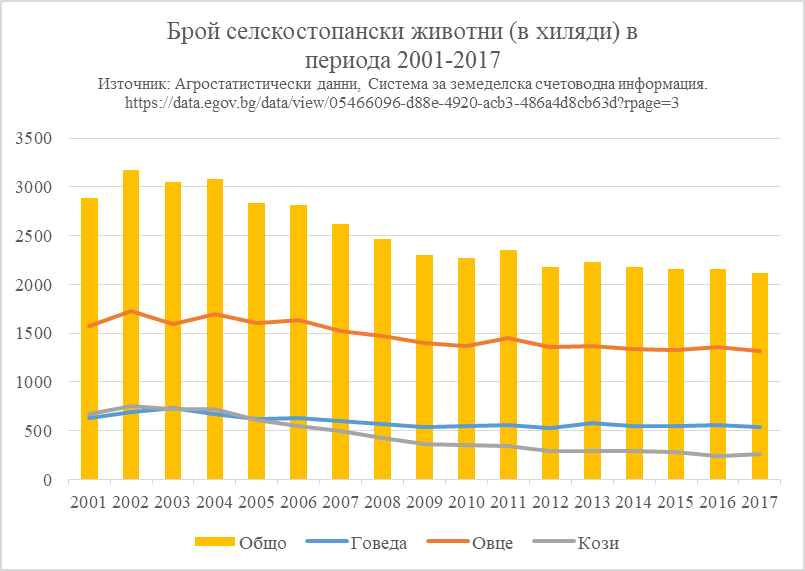 Брой селскостопански животни (в хиляди) в
периода 2001-2017
Източник: Агростатистически данни, Система за земеделска счетоводна информация.
https://data.egov.bg/data/view/05466096-d88e-4920-acb3-486a4d8cb63d?rpage=3
3500
3000
2500
2000
1500
1000
500
0
2001 2002 2003 2004 2005 2006 2007 2008 2009 2010 2011 2012 2013 2014 2015 2016 2017
Общо Говеда Овце Кози